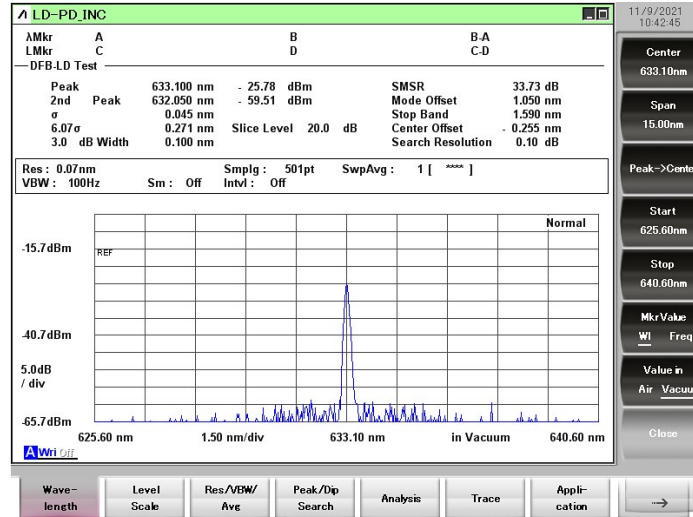 LD-PD_INC
11/9/2021
10:42:45
λMkr A B B-A
LMkr C D C-D
DFB-LD Test
Peak 633.100 nm - 25.78 dBm SMSR 33.73 dB
2nd Peak 632.050 nm - 59.51 dBm Mode Offset 1.050 nm
σ 0.045 nm Stop Band 1.590 nm
6.07σ 0.271 nm Slice Level 20.0 dB Center Offset - 0.255 nm
3.0 dB Width 0.100 nm Search Resolution 0.10 dB
Res : 0.07nm Smplg : 501pt SwpAvg : 1 [ **** ]
VBW : 100Hz Sm : Off Intvl : Off
Normal
-15.7dBm
REF
-40.7dBm
5.0dB
/ div
-65.7dBm
625.60 nm 1.50 nm/div 633.10 nm in Vacuum 640.60 nm
A Wri Off
Center
633.10nm
Span
15.00nm
Peak->Cente
Start
625.60nm
Stop
640.60nm
MkrValue
Wl Freq
Value in
Air Vacuu
Close
Wave-
length
Level
Scale
Res/VBW/
Avg
Peak/Dip
Search
Analysis
Trace
Appli-
cation
→